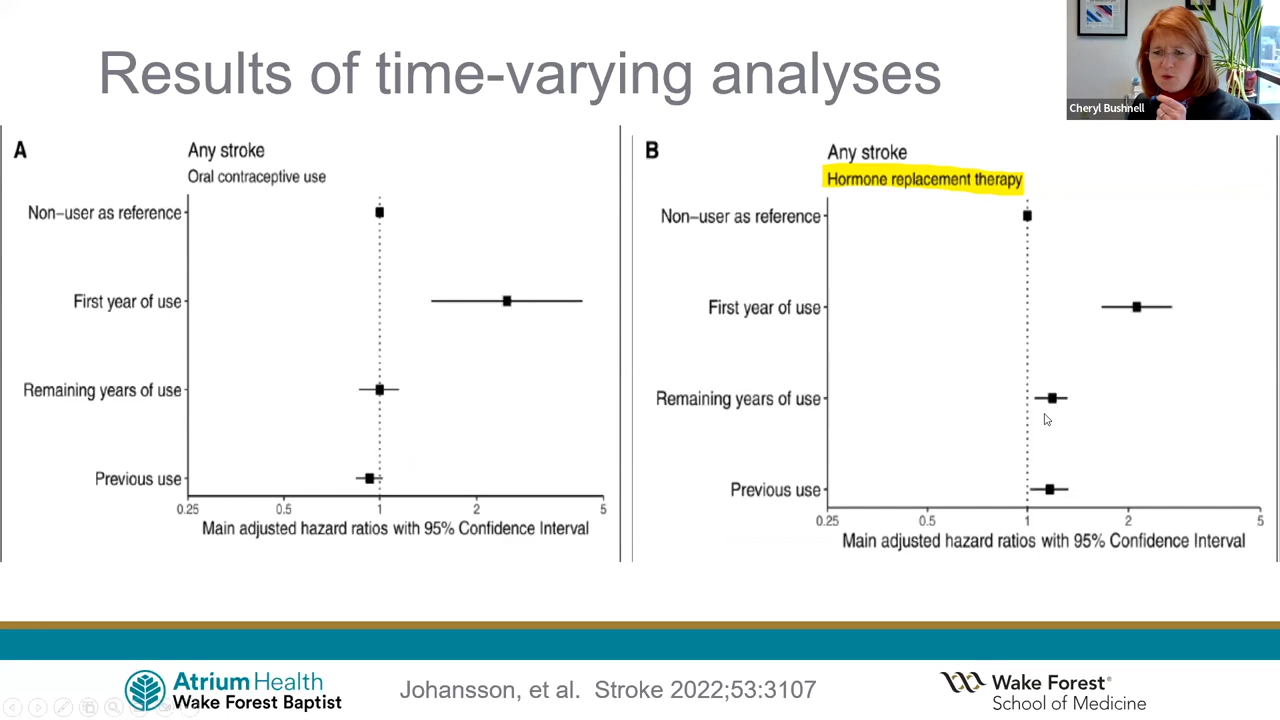 Results of time-varying analyses
Cheryl Bushnell
A
Any stroke
Oral contraceptive use
Non–user as reference
First year of use
Remaining years of use
Previous use
0.25
0.5
1
2
5
Main adjusted hazard ratios with 95% Confidence Interval
B
Any stroke
Hormone replacement therapy
Non–user as reference
First year of use
Remaining years of use
Previous use
0.25
0.5
1
2
5
Main adjusted hazard ratios with 95% Confidence Interval
Atrium Health
Wake Forest Baptist
Johansson, et al. Stroke 2022;53:3107
Wake Forest®
School of Medicine